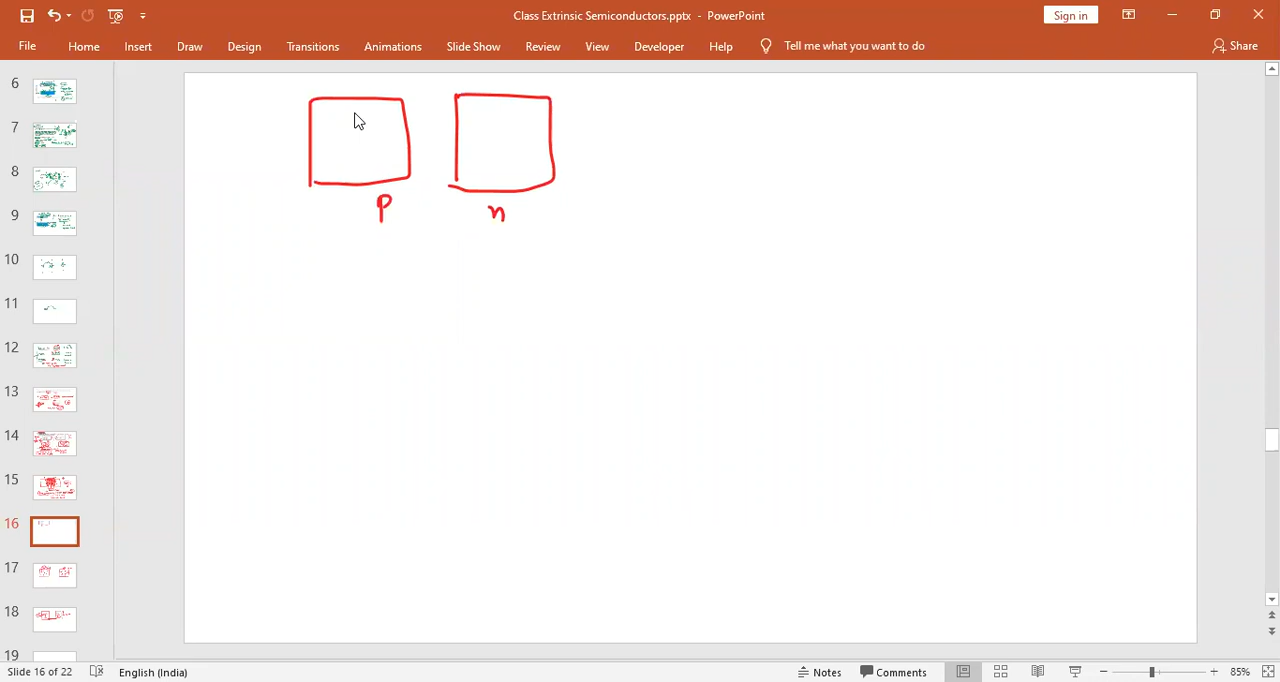 Class Extrinsic Semiconductors.pptx - PowerPoint
Sign in
File Home Insert Draw Design Transitions Animations Slide Show Review View Developer Help Tell me what you want to do Share
6
7
8
9
10
11
12
13
14
15
16
17
18
19
p n
Slide 16 of 22 English (India) Notes Comments 85%